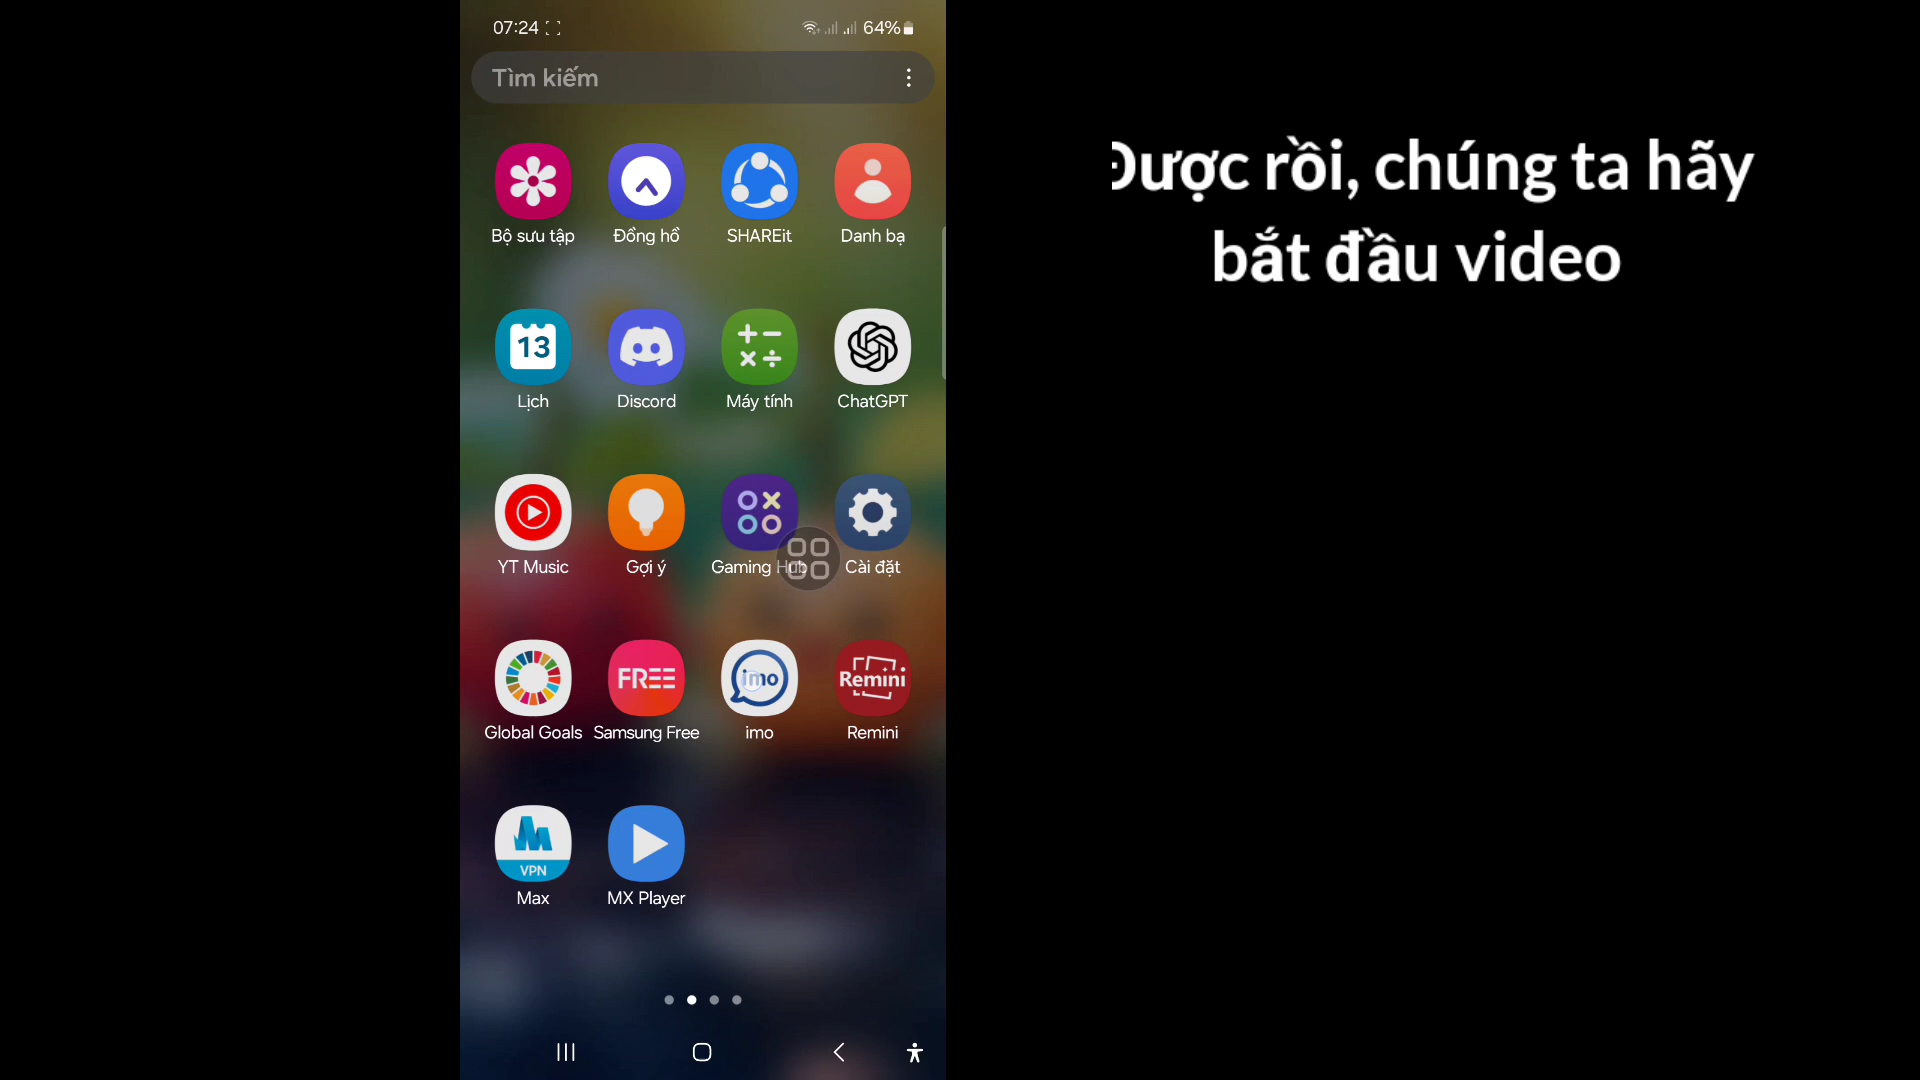 07:24
64%
Tìm kiếm
Bộ sưu tập
Đồng hồ
SHAREit
Danh bạ
13
Lịch
Discord
Máy tính
ChatGPT
YT Music
Gợi ý
Gaming Hub
Cài đặt
FREE
imo
Remini
Global Goals
Samsung Free
imo
Remini
VPN
Max
MX Player
Được rồi, chúng ta hãy
bắt đầu video